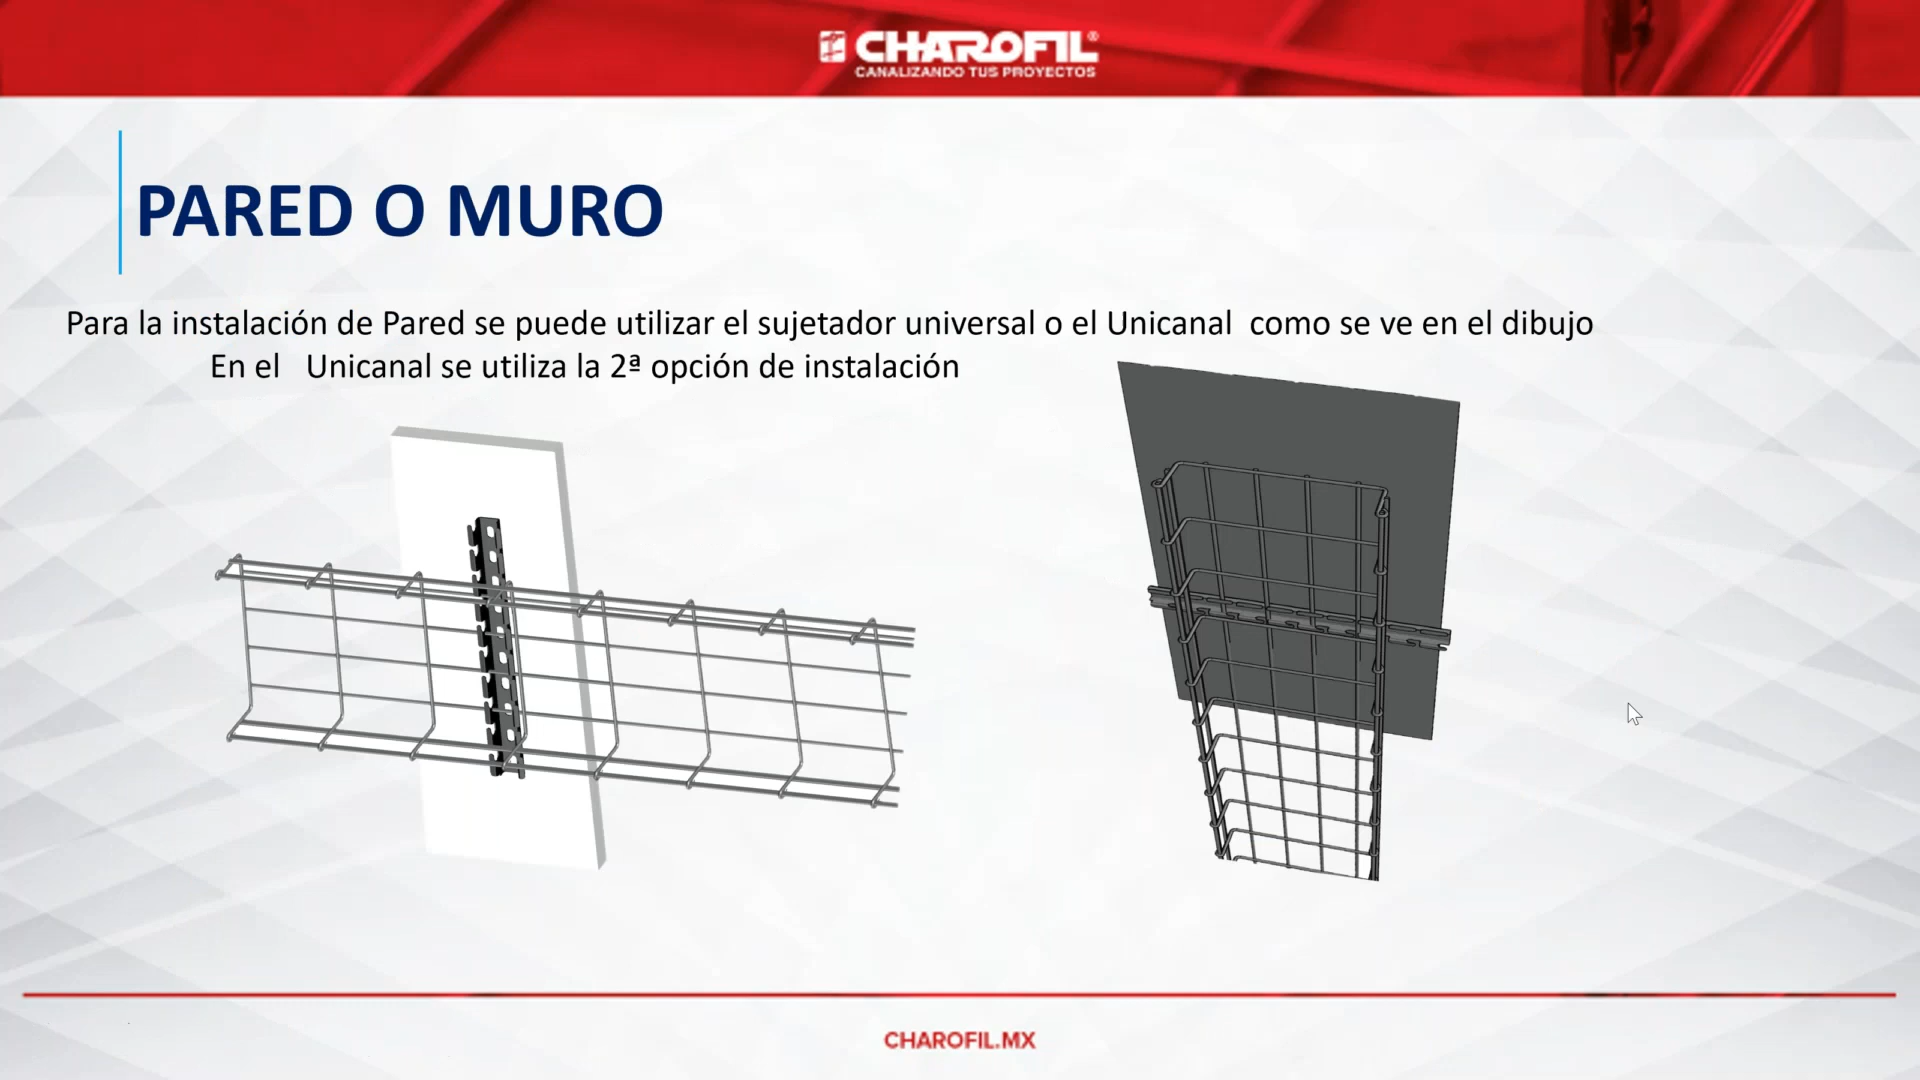 CHAROFIL®
CANALIZANDO TUS PROYECTOS
PARED O MURO
Para la instalación de Pared se puede utilizar el sujetador universal o el Unicanal como se ve en el dibujo
En el Unicanal se utiliza la 2ª opción de instalación
CHAROFIL.MX